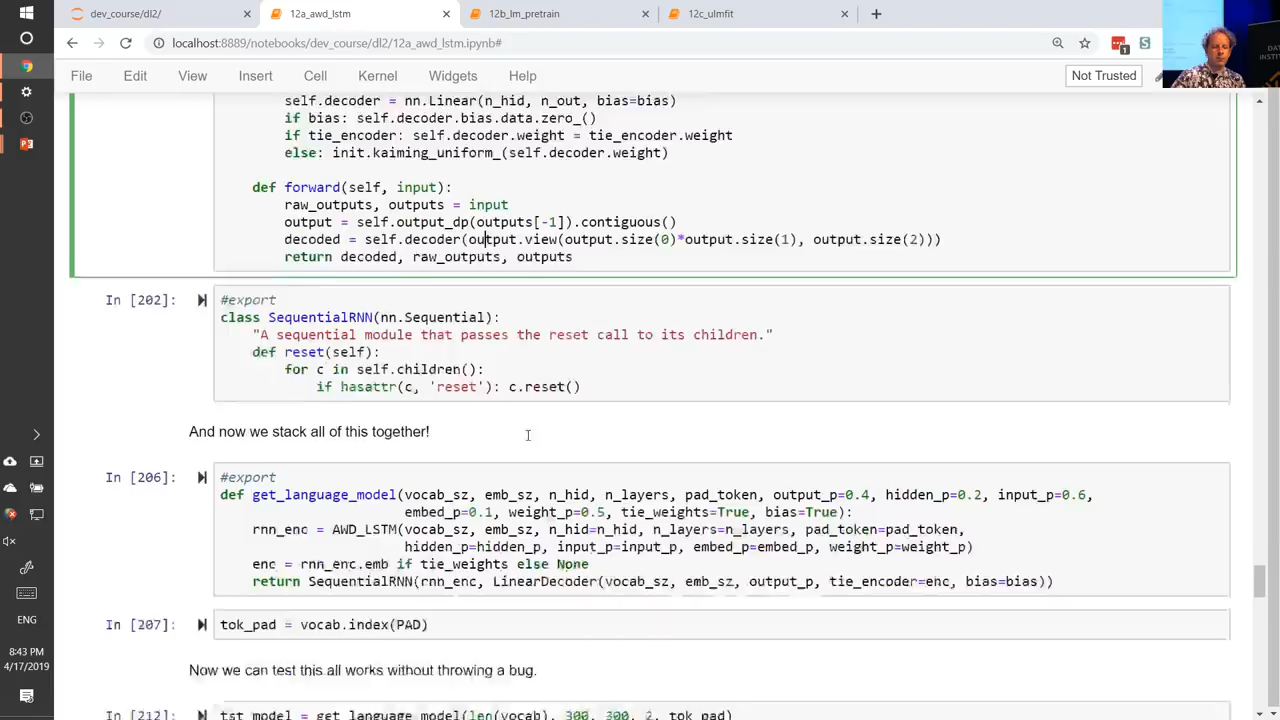 dev_course/dl2/
12a_awd_lstm
12b_lm_pretrain
12c_ulmfit
localhost:8889/notebooks/dev_course/dl2/12a_awd_lstm.ipynb#
File Edit View Insert Cell Kernel Widgets Help
Not Trusted
self.decoder = nn.Linear(n_hid, n_out, bias=bias)
if bias: self.decoder.bias.data.zero_()
if tie_encoder: self.decoder.weight = tie_encoder.weight
else: init.kaiming_uniform_(self.decoder.weight)
def forward(self, input):
raw_outputs, outputs = input
output = self.output_dp(outputs[-1]).contiguous()
decoded = self.decoder(output.view(output.size(0)*output.size(1), output.size(2)))
return decoded, raw_outputs, outputs
In [202]:
#export
class SequentialRNN(nn.Sequential):
"A sequential module that passes the reset call to its children."
def reset(self):
for c in self.children():
if hasattr(c, 'reset'): c.reset()
And now we stack all of this together!
In [206]:
#export
def get_language_model(vocab_sz, emb_sz, n_hid, n_layers, pad_token, output_p=0.4, hidden_p=0.2, input_p=0.6,
embed_p=0.1, weight_p=0.5, tie_weights=True, bias=True):
rnn_enc = AWD_LSTM(vocab_sz, emb_sz, n_hid=n_hid, n_layers=n_layers, pad_token=pad_token,
hidden_p=hidden_p, input_p=input_p, embed_p=embed_p, weight_p=weight_p)
enc = rnn_enc.emb if tie_weights else None
return SequentialRNN(rnn_enc, LinearDecoder(vocab_sz, emb_sz, output_p, tie_encoder=enc, bias=bias))
In [207]:
tok_pad = vocab.index(PAD)
Now we can test this all works without throwing a bug.
In [212]:
tst_model = get_language_model(len(vocab), 300, 300, 2, tok_pad)
ENG
8:43 PM
4/17/2019